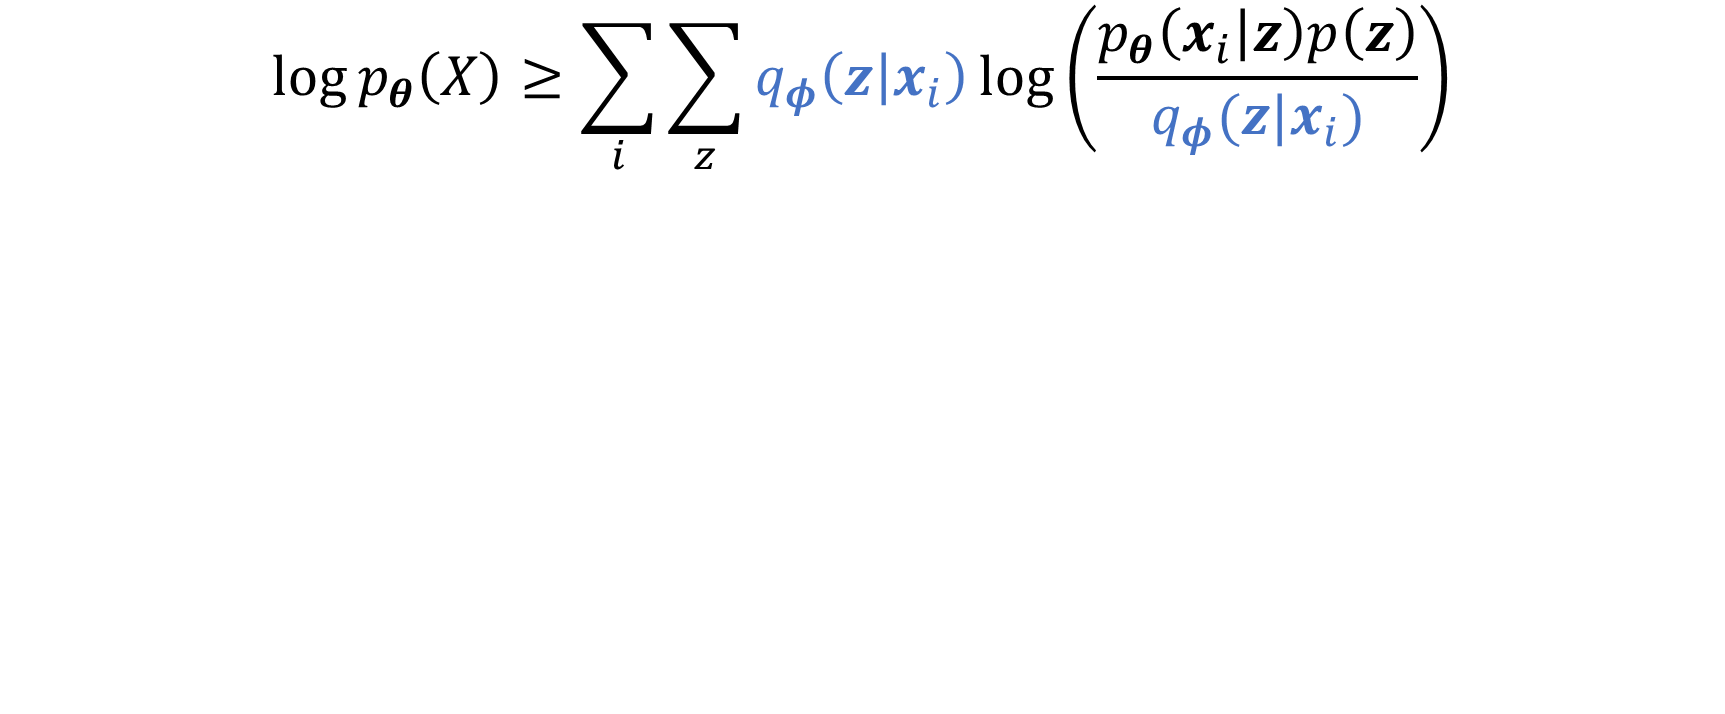 log p_θ(X) ≥ ∑_i ∑_z q_ϕ(z|x_i) log (p_θ(x_i|z)p(z) / q_ϕ(z|x_i))